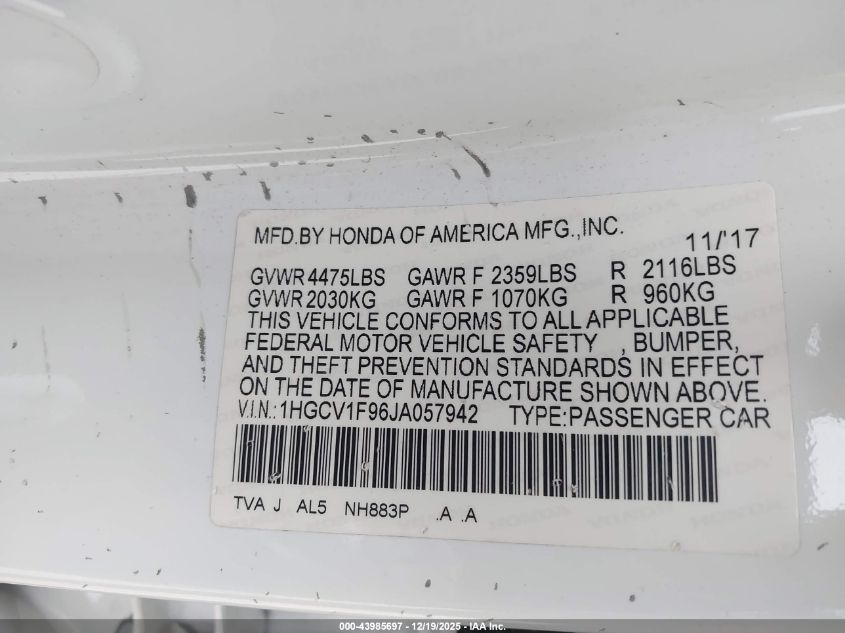 MFD.BY HONDA OF AMERICA MFG.,INC. 11/'17
GVWR 4475LBS GAWR F 2359LBS R 2116LBS
GVWR 2030KG GAWR F 1070KG R 960KG
THIS VEHICLE CONFORMS TO ALL APPLICABLE
FEDERAL MOTOR VEHICLE SAFETY , BUMPER,
AND THEFT PREVENTION STANDARDS IN EFFECT
ON THE DATE OF MANUFACTURE SHOWN ABOVE.
V.I.N.: 1HGCV1F96JA057942 TYPE:PASSENGER CAR
TVA J AL5 NH883P .A .A
000-43985697 - 12/19/2025 - IAA Inc.